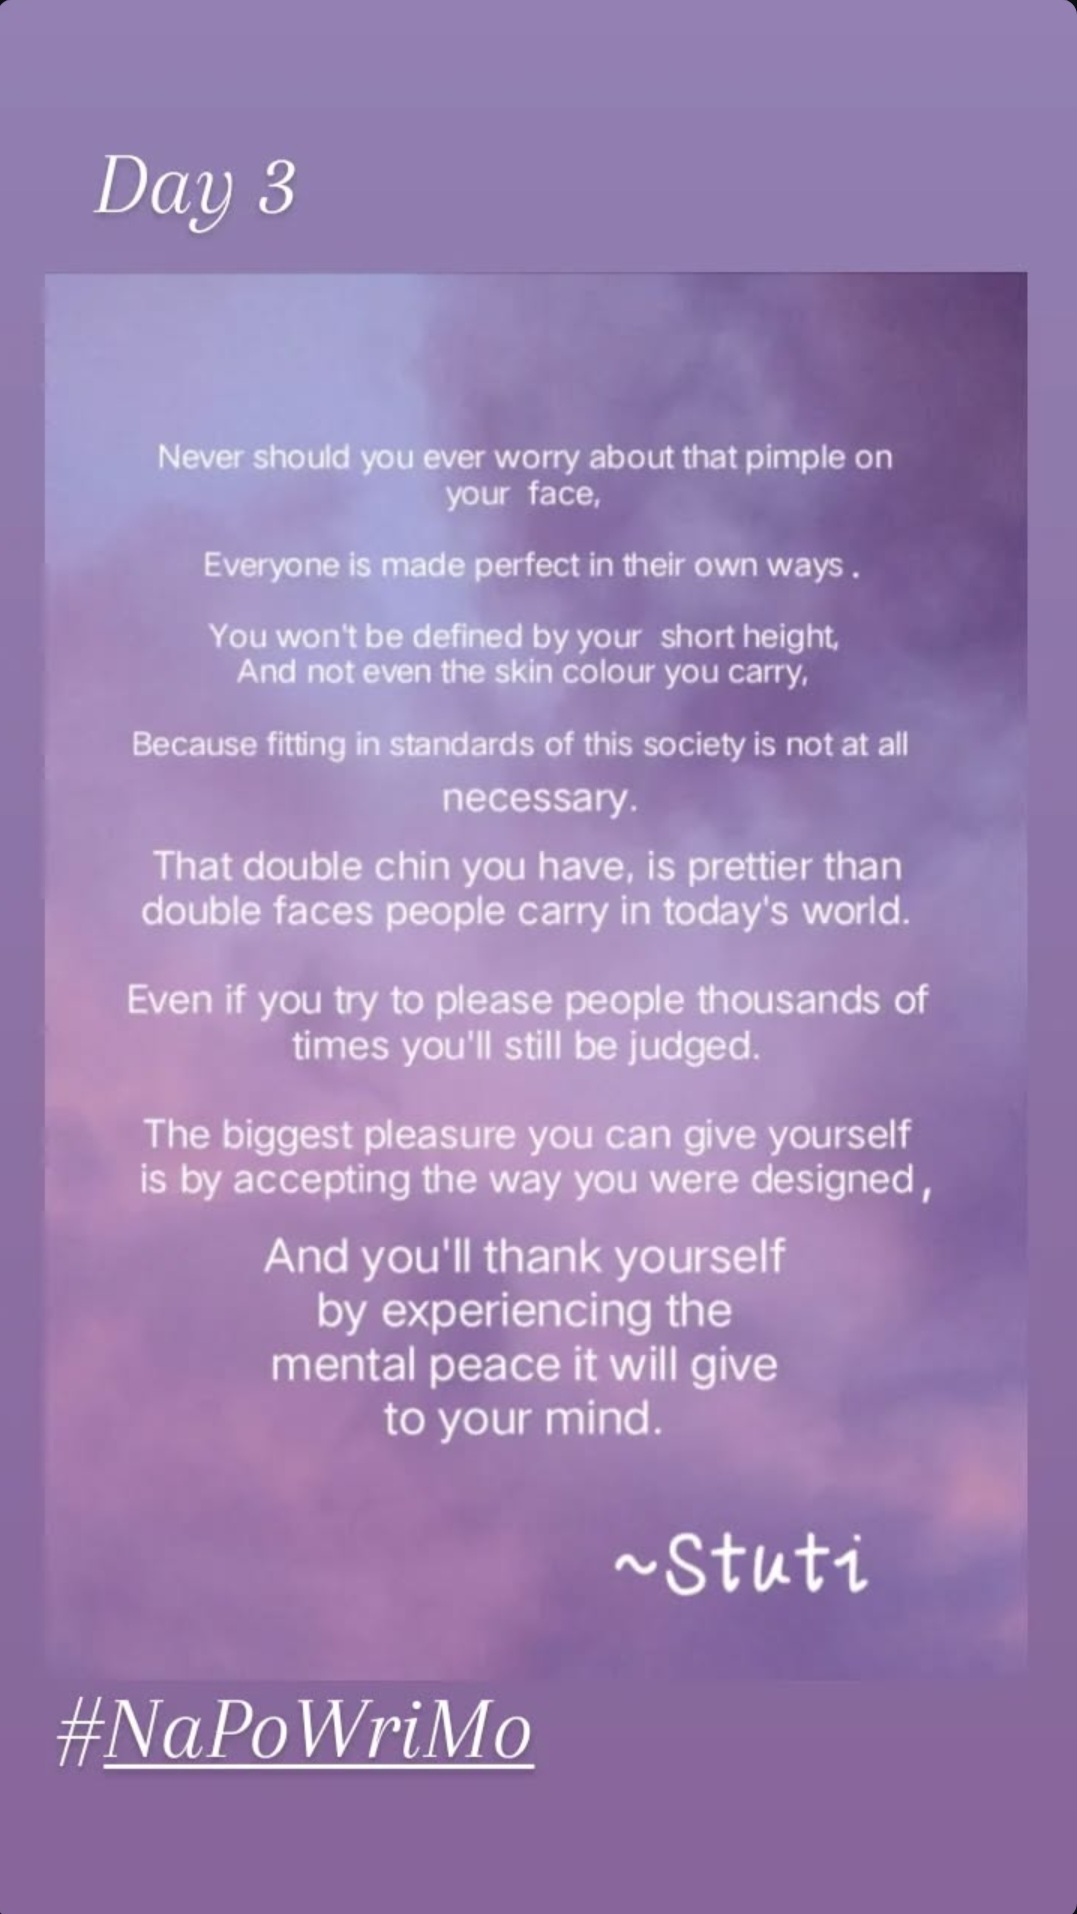 Day 3
Never should you ever worry about that pimple on
your face,
Everyone is made perfect in their own ways .
You won't be defined by your short height,
And not even the skin colour you carry,
Because fitting in standards of this society is not at all
necessary.
That double chin you have, is prettier than
double faces people carry in today's world.
Even if you try to please people thousands of
times you'll still be judged.
The biggest pleasure you can give yourself
is by accepting the way you were designed,
And you'll thank yourself
by experiencing the
mental peace it will give
to your mind.
~Stuti
#NaPoWriMo